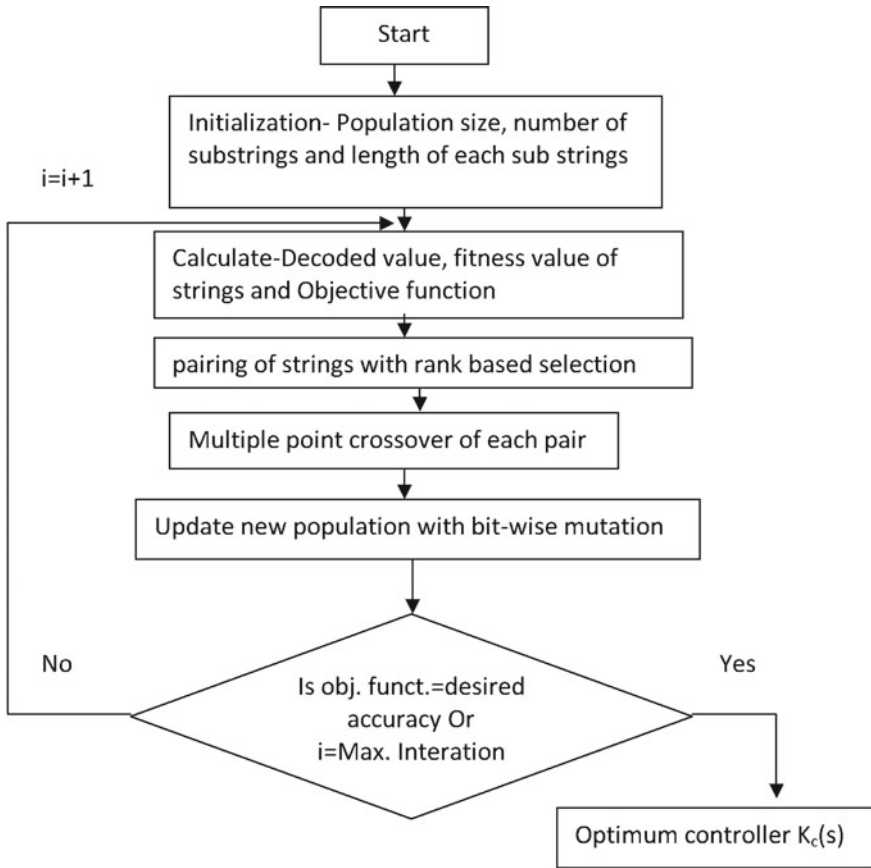 Start
Initialization- Population size, number of
substrings and length of each sub strings
i=i+1
Calculate-Decoded value, fitness value of
strings and Objective function
pairing of strings with rank based selection
Multiple point crossover of each pair
Update new population with bit-wise mutation
No
Yes
Is obj. funct.=desired
accuracy Or
i=Max. Interation
Optimum controller Kc(s)